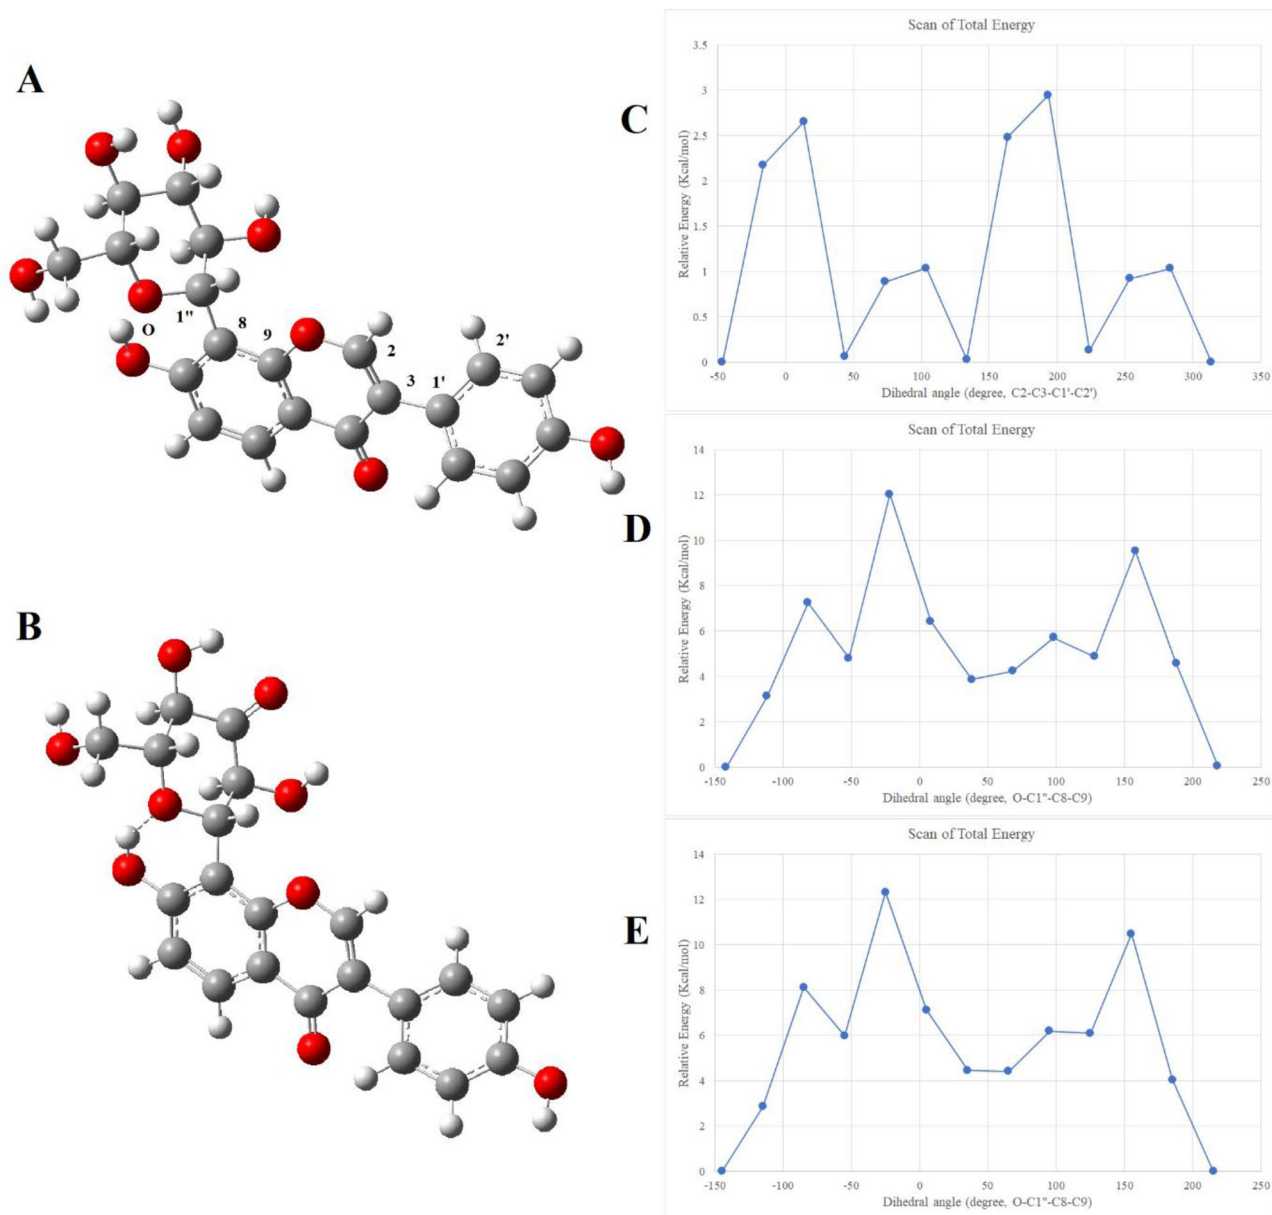 A
O
1"
8
9
2
3
1'
2'
B
C
Scan of Total Energy
Relative Energy (Kcal/mol)
3.5
3
2.5
2
1.5
1
0.5
0
-50 0 50 100 150 200 250 300 350
Dihedral angle (degree, C2-C3-C1'-C2')
D
Scan of Total Energy
Relative Energy (Kcal/mol)
14
12
10
8
6
4
2
0
-150 -100 -50 0 50 100 150 200 250
Dihedral angle (degree, O-C1"-C8-C9)
E
Scan of Total Energy
Relative Energy (Kcal/mol)
14
12
10
8
6
4
2
0
-150 -100 -50 0 50 100 150 200 250
Dihedral angle (degree, O-C1"-C8-C9)